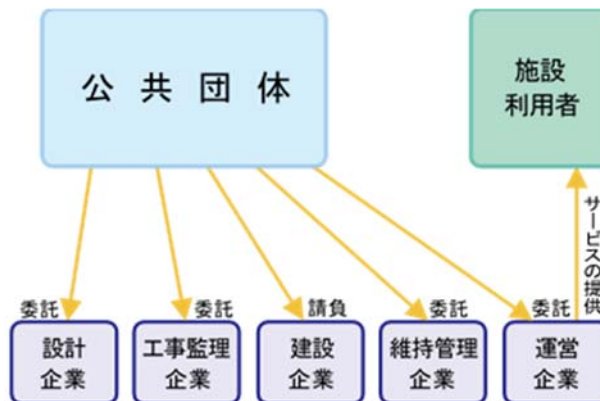 公共団体
施設
利用者
サービスの提供
委託
委託
請負
委託
委託
設計
企業
工事監理
企業
建設
企業
維持管理
企業
運営
企業